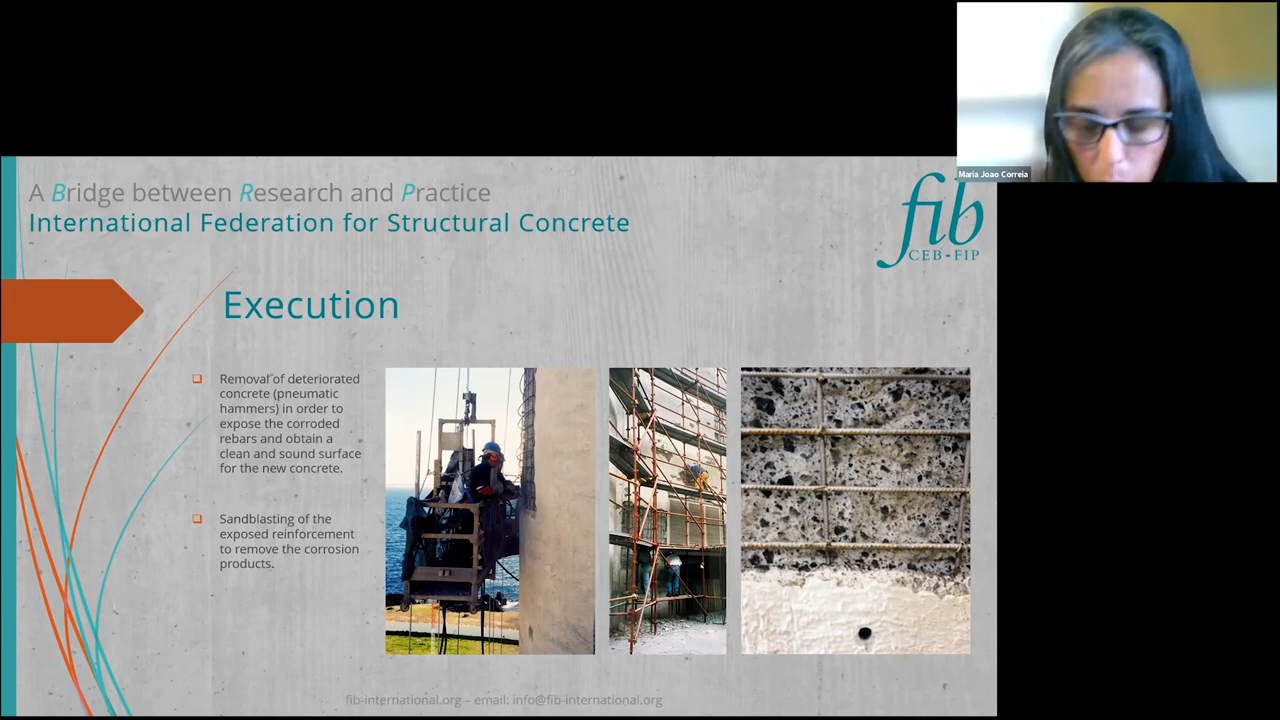 Maria Joao Correia
A Bridge between Research and Practice
International Federation for Structural Concrete
fib
CEB-FIP
Execution
Removal of deteriorated
concrete (pneumatic
hammers) in order to
expose the corroded
rebars and obtain a
clean and sound surface
for the new concrete.
Sandblasting of the
exposed reinforcement
to remove the corrosion
products.
fib-international.org – email: info@fib-international.org